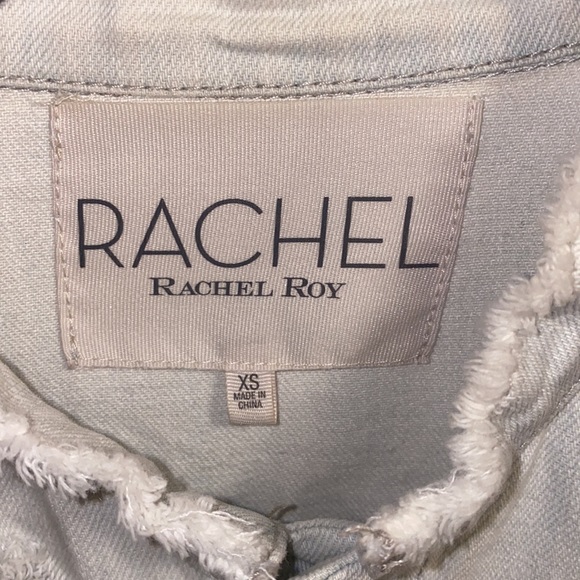 RACHEL
RACHEL ROY
XS
MADE IN
CHINA